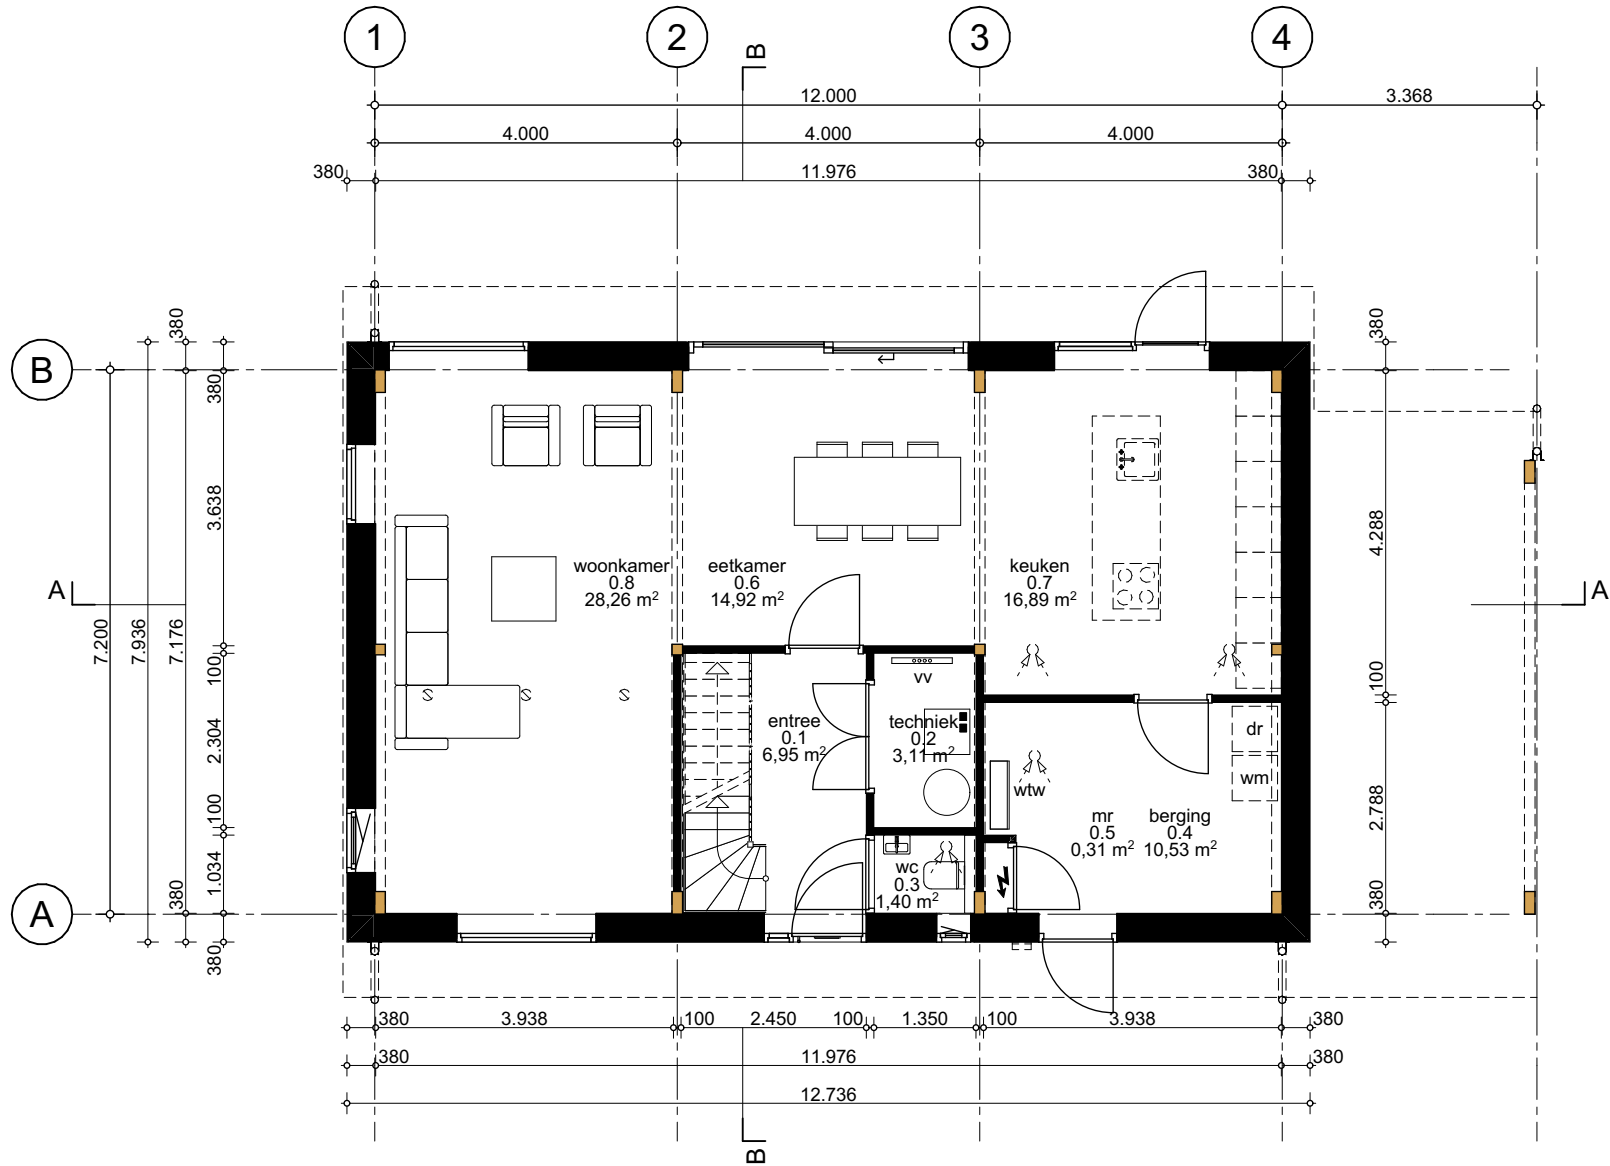 1
2
3
4
B
12.000
3.368
4.000
4.000
4.000
380
11.976
380
B
A
A
A
7.200
7.936
380
7.176
380
380
3.638
100
2.304
100
1.034
380
380
4.288
100
2.788
380
woonkamer
0.8
28,26 m²
eetkamer
0.6
14,92 m²
keuken
0.7
16,89 m²
vv
entree
0.1
6,95 m²
techniek
0.2
3,11 m²
dr
wm
wtw
mr
0.5
0,31 m²
berging
0.4
10,53 m²
wc
0.3
1,40 m²
380
3.938
100
2.450
100
1.350
100
3.938
380
380
11.976
380
12.736
B